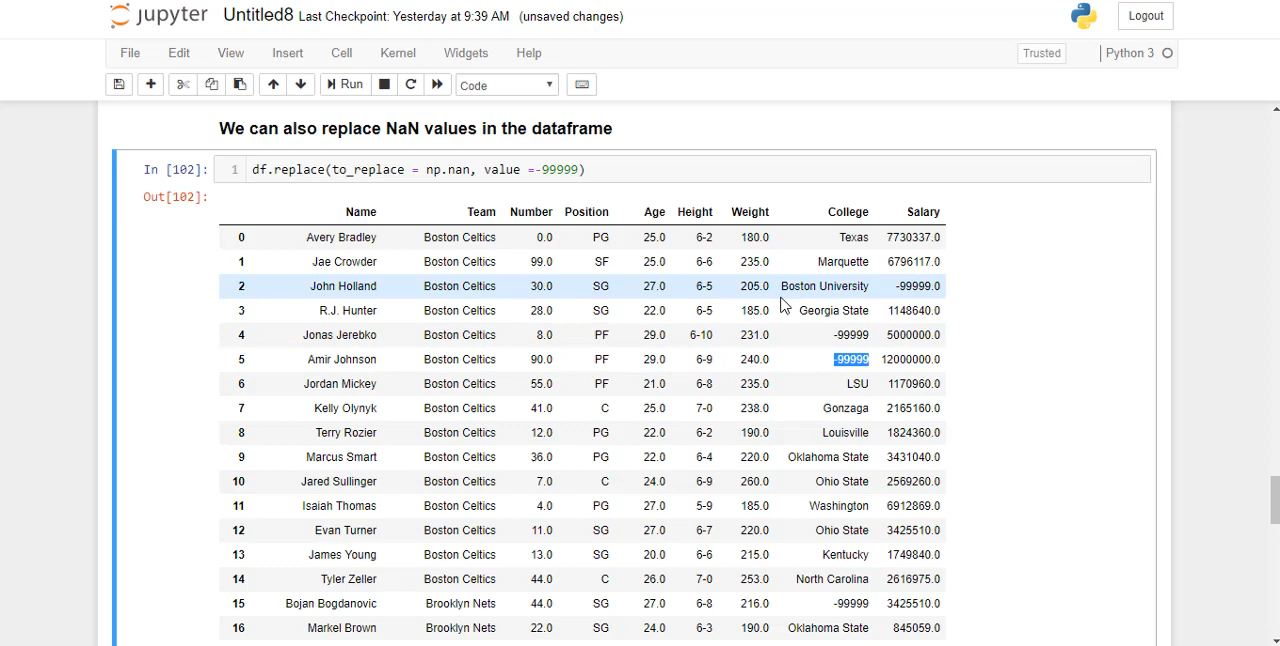 jupyter Untitled8 Last Checkpoint: Yesterday at 9:39 AM (unsaved changes) Logout
File Edit View Insert Cell Kernel Widgets Help Trusted Python 3
Run Code
We can also replace NaN values in the dataframe
In [102]: 1 df.replace(to_replace = np.nan, value =-99999)
Out[102]:
Name Team Number Position Age Height Weight College Salary
0 Avery Bradley Boston Celtics 0.0 PG 25.0 6-2 180.0 Texas 7730337.0
1 Jae Crowder Boston Celtics 99.0 SF 25.0 6-6 235.0 Marquette 6796117.0
2 John Holland Boston Celtics 30.0 SG 27.0 6-5 205.0 Boston University -99999.0
3 R.J. Hunter Boston Celtics 28.0 SG 22.0 6-5 185.0 Georgia State 1148640.0
4 Jonas Jerebko Boston Celtics 8.0 PF 29.0 6-10 231.0 -99999 5000000.0
5 Amir Johnson Boston Celtics 90.0 PF 29.0 6-9 240.0 -99999 12000000.0
6 Jordan Mickey Boston Celtics 55.0 PF 21.0 6-8 235.0 LSU 1170960.0
7 Kelly Olynyk Boston Celtics 41.0 C 25.0 7-0 238.0 Gonzaga 2165160.0
8 Terry Rozier Boston Celtics 12.0 PG 22.0 6-2 190.0 Louisville 1824360.0
9 Marcus Smart Boston Celtics 36.0 PG 22.0 6-4 220.0 Oklahoma State 3431040.0
10 Jared Sullinger Boston Celtics 7.0 C 24.0 6-9 260.0 Ohio State 2569260.0
11 Isaiah Thomas Boston Celtics 4.0 PG 27.0 5-9 185.0 Washington 6912869.0
12 Evan Turner Boston Celtics 11.0 SG 27.0 6-7 220.0 Ohio State 3425510.0
13 James Young Boston Celtics 13.0 SG 20.0 6-6 215.0 Kentucky 1749840.0
14 Tyler Zeller Boston Celtics 44.0 C 26.0 7-0 253.0 North Carolina 2616975.0
15 Bojan Bogdanovic Brooklyn Nets 44.0 SG 27.0 6-8 216.0 -99999 3425510.0
16 Markel Brown Brooklyn Nets 22.0 SG 24.0 6-3 190.0 Oklahoma State 845059.0